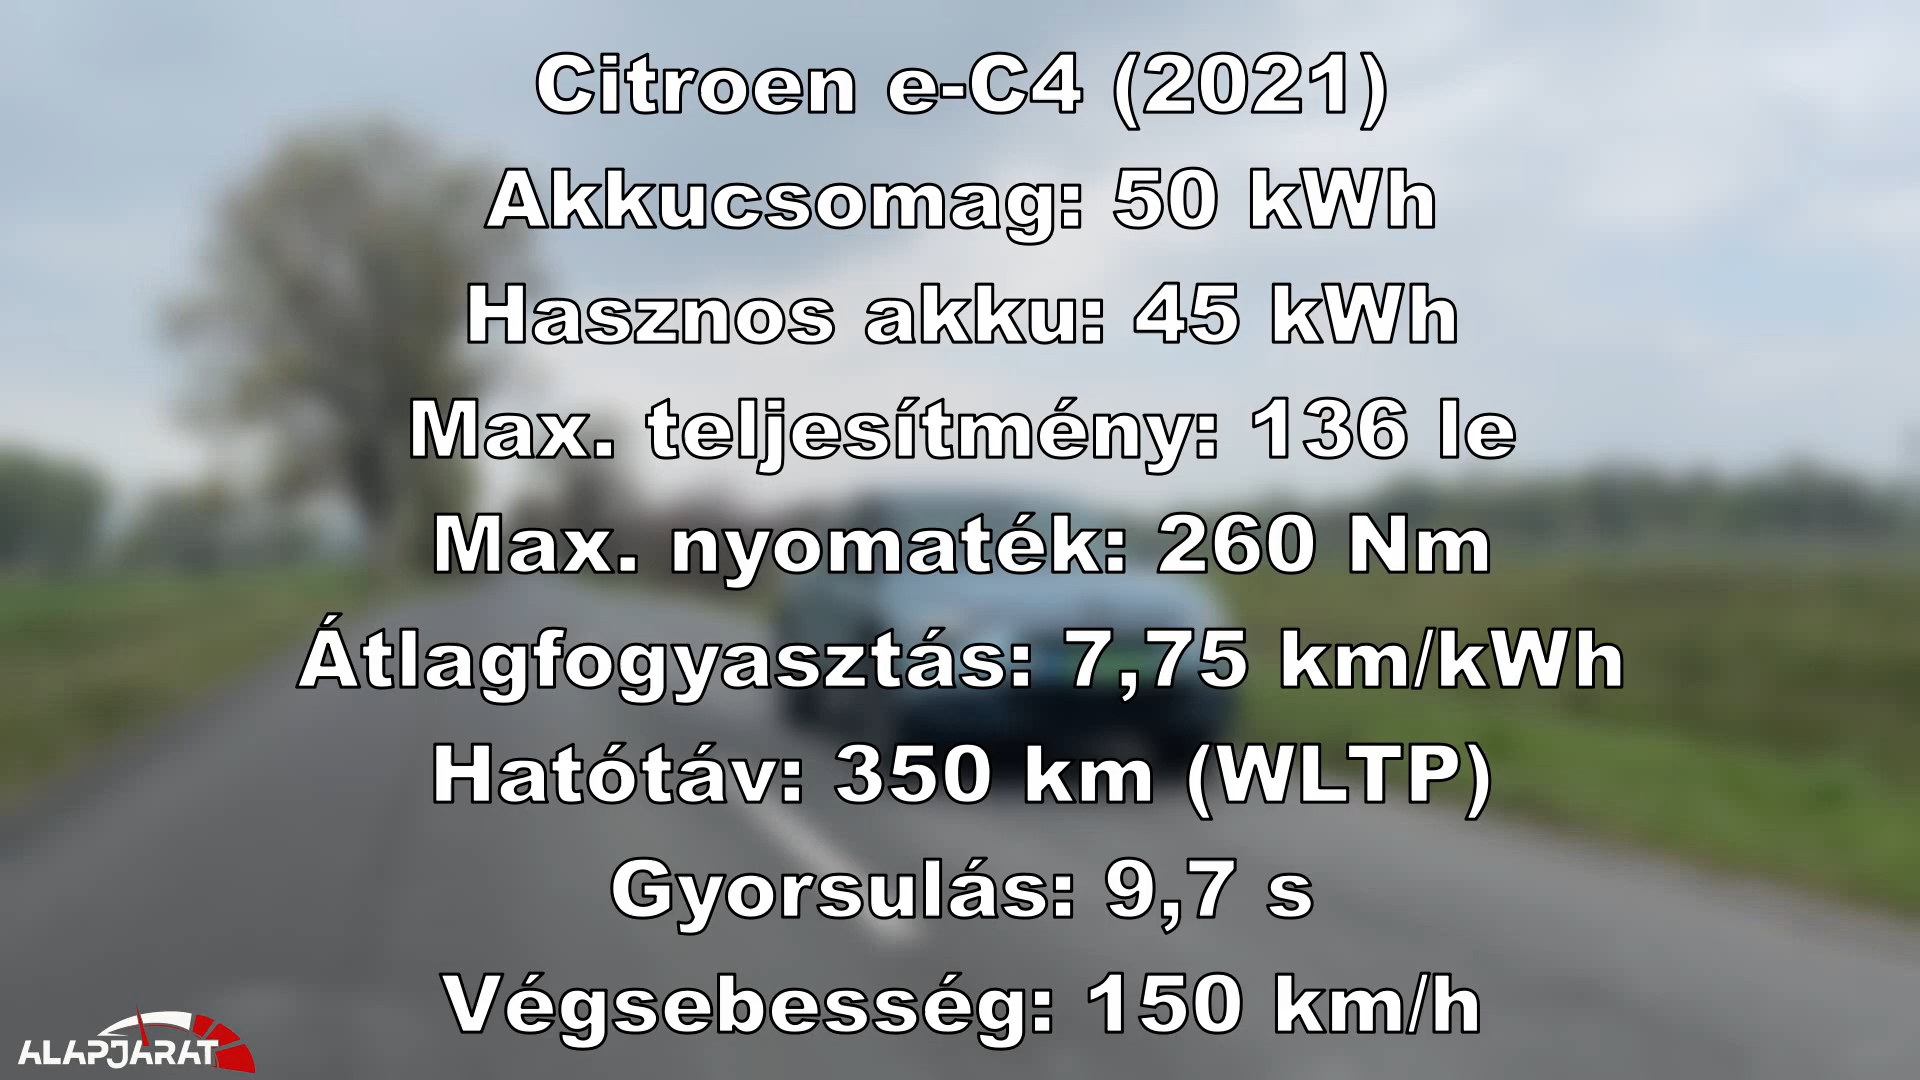 Citroen e-C4 (2021)
Akkucsomag: 50 kWh
Hasznos akku: 45 kWh
Max. teljesítmény: 136 le
Max. nyomaték: 260 Nm
Átlagfogyasztás: 7,75 km/kWh
Hatótáv: 350 km (WLTP)
Gyorsulás: 9,7 s
Végsebesség: 150 km/h
ALAPJARAT